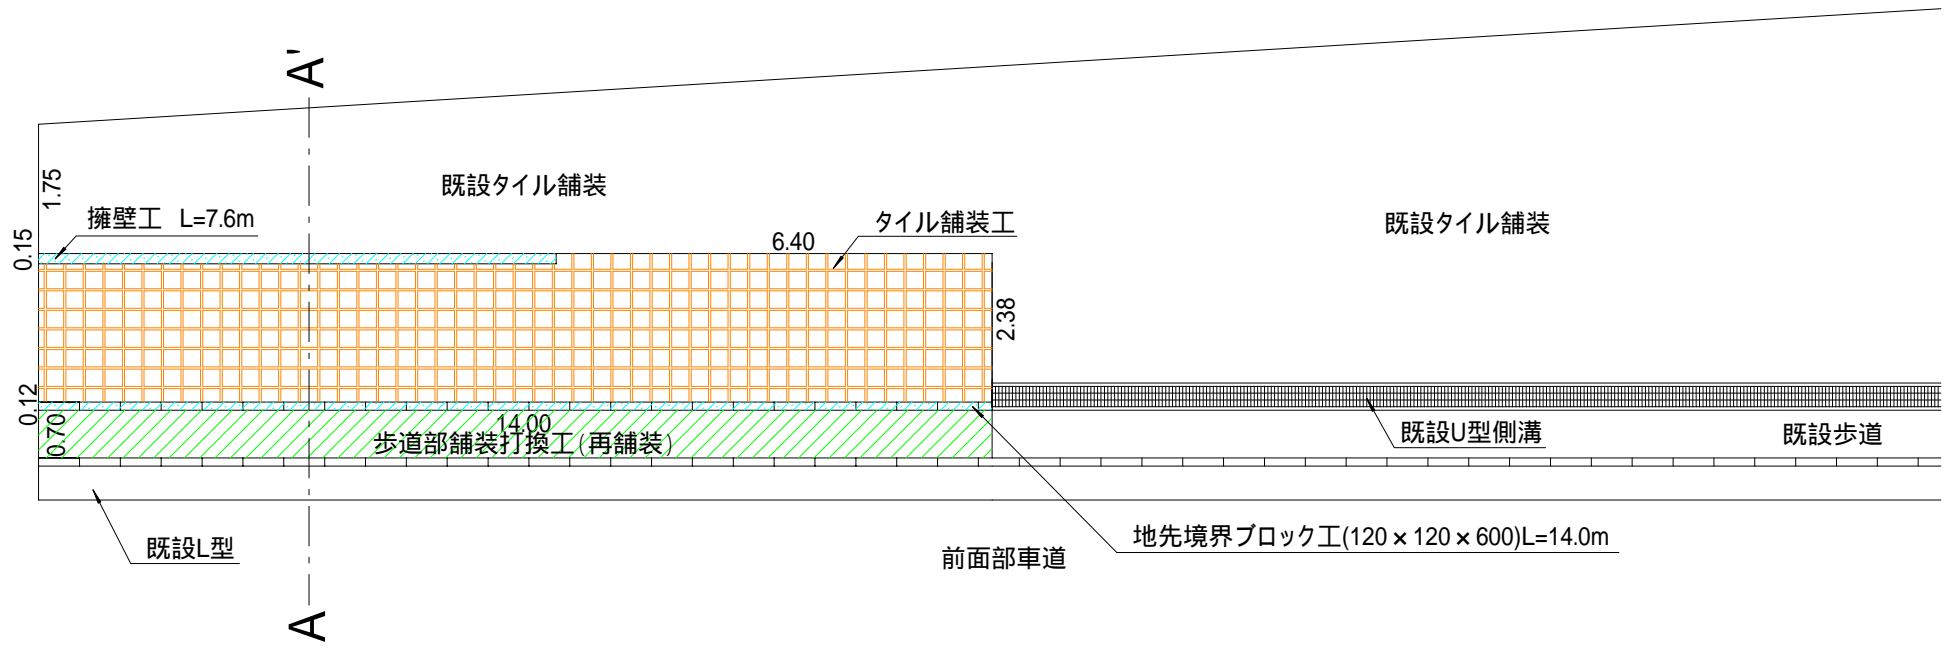 A'
1.75
既設タイル舗装
擁壁工 L=7.6m
タイル舗装工
既設タイル舗装
0.15
6.40
2.38
0.12
14.00
0.70
歩道部舗装打換工(再舗装)
既設U型側溝
既設歩道
地先境界ブロック工(120×120×600)L=14.0m
既設L型
前面部車道
A